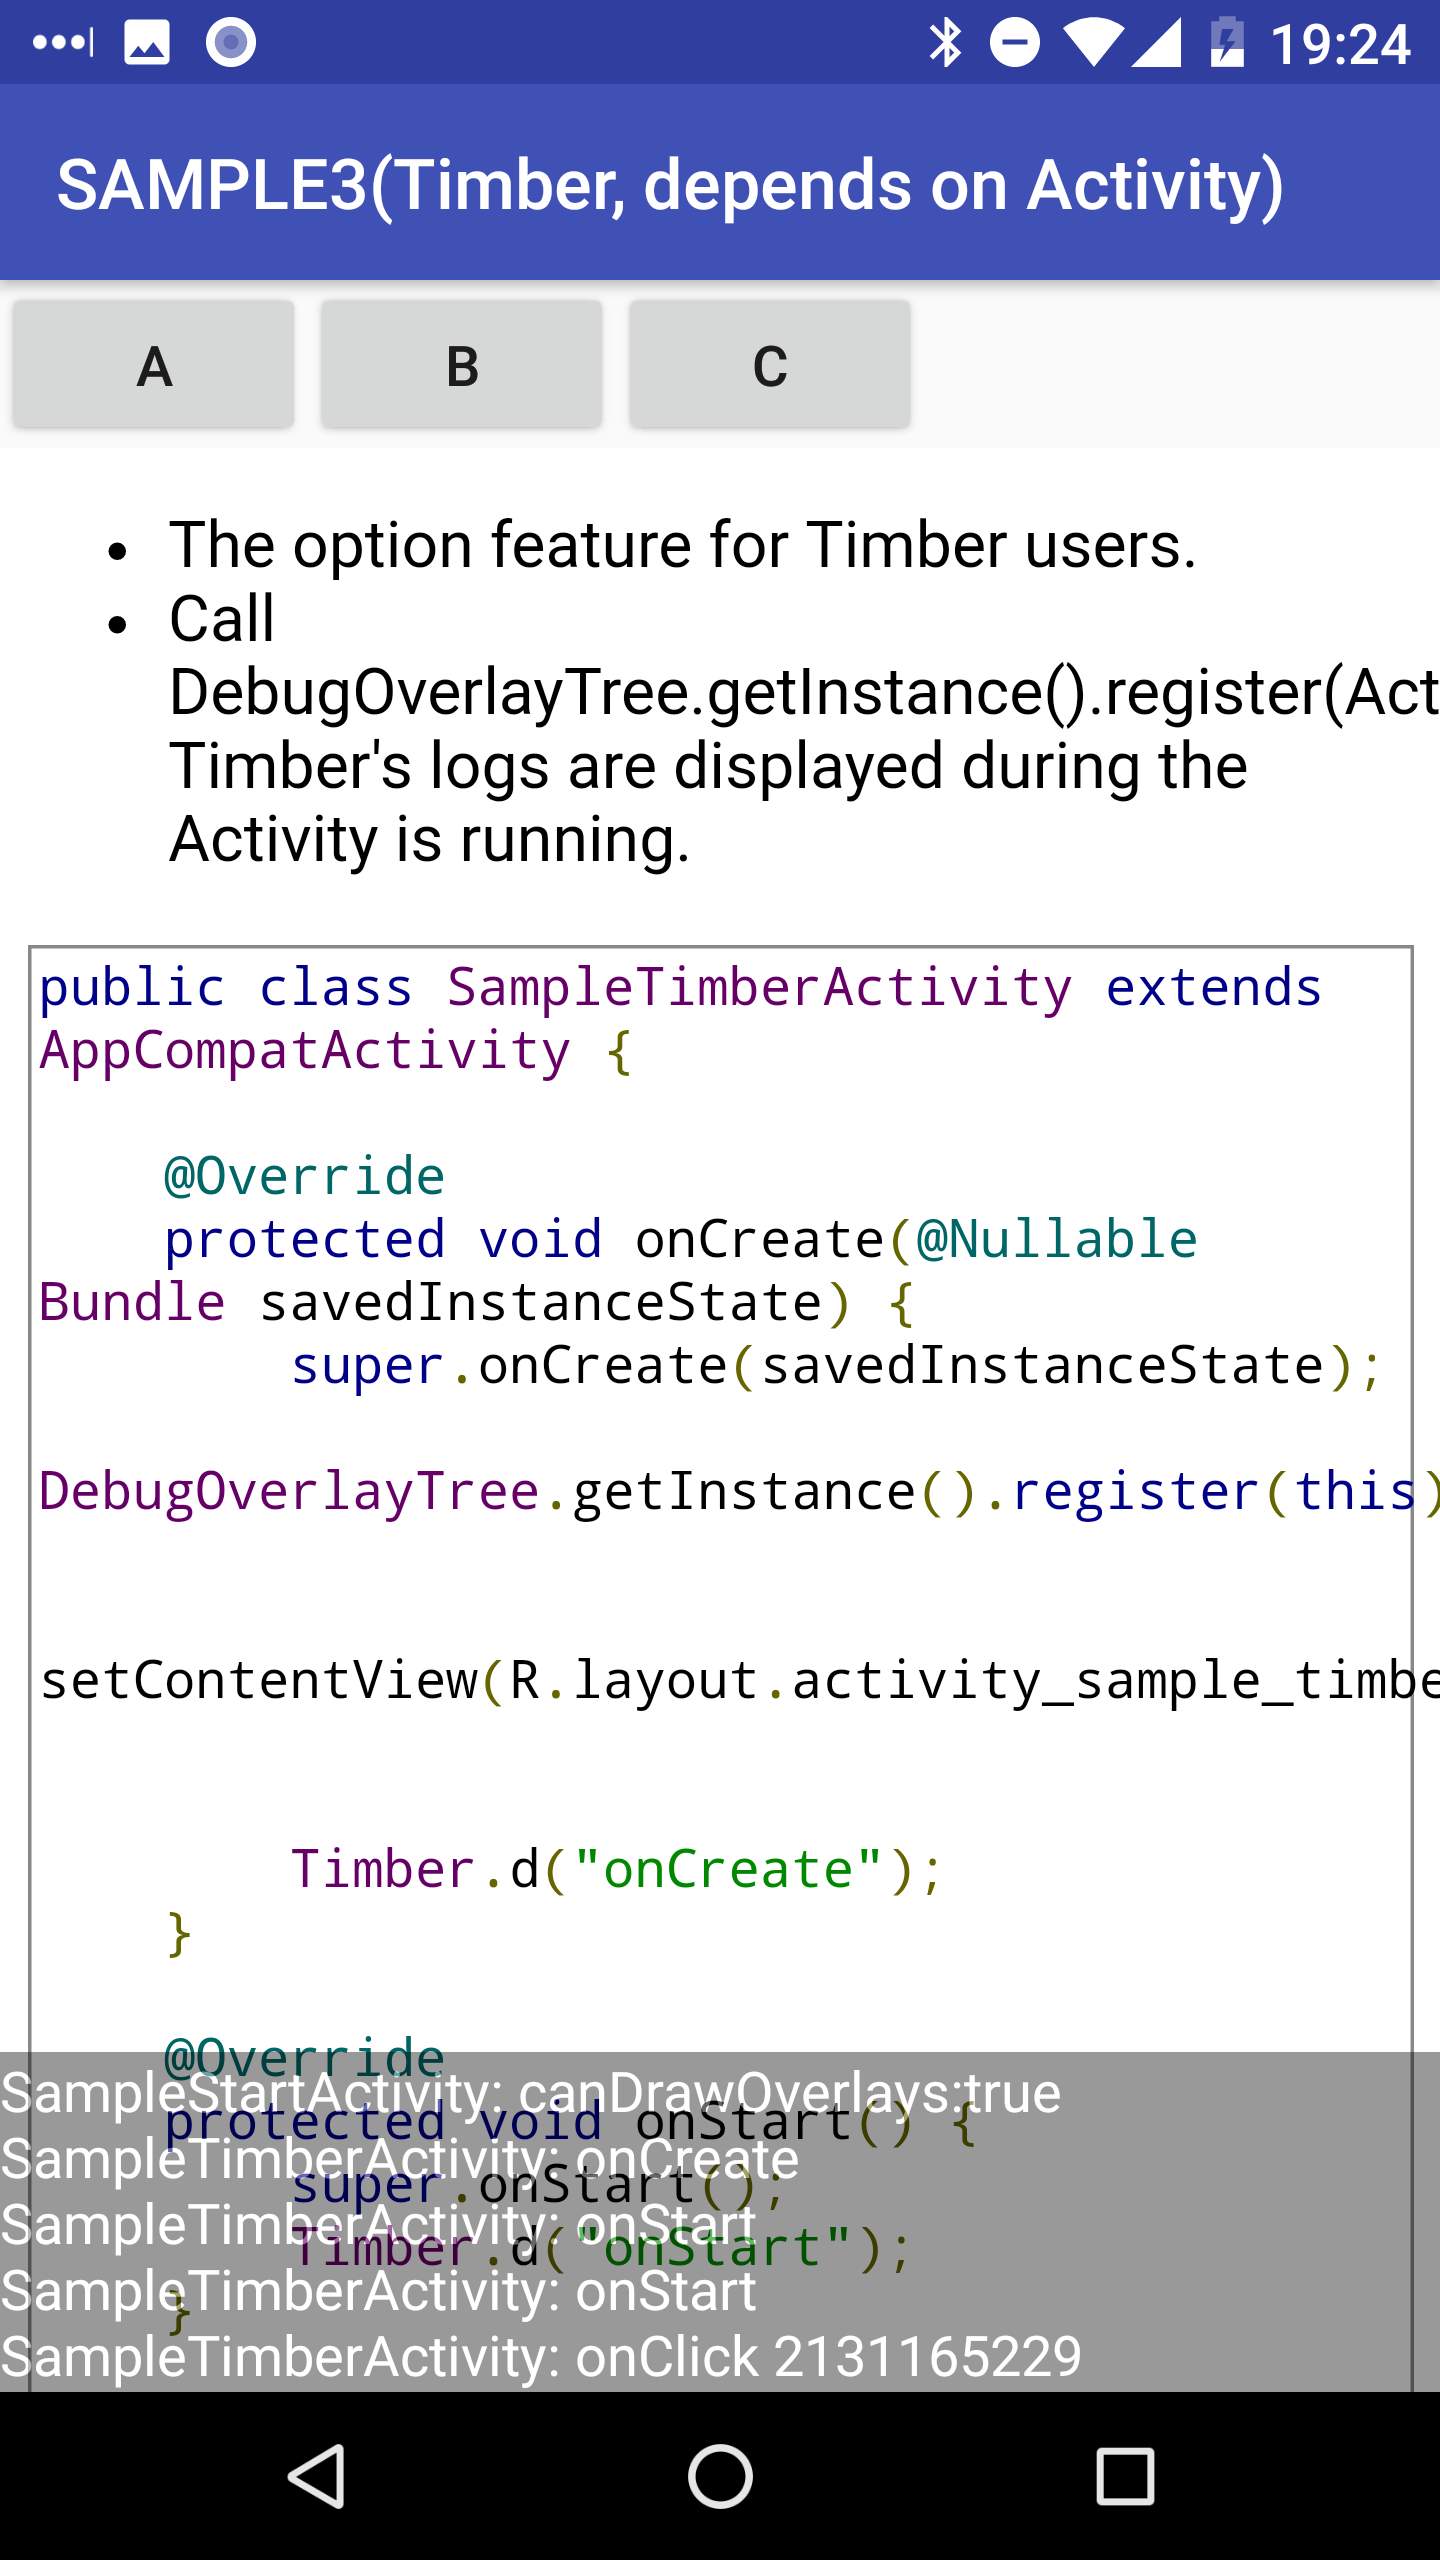 19:24
SAMPLE3(Timber, depends on Activity)
A B C
• The option feature for Timber users.
• Call
DebugOverlayTree.getInstance().register(Act
Timber's logs are displayed during the
Activity is running.
public class SampleTimberActivity extends
AppCompatActivity {
@Override
protected void onCreate(@Nullable
Bundle savedInstanceState) {
super.onCreate(savedInstanceState);
DebugOverlayTree.getInstance().register(this)
setContentView(R.layout.activity_sample_timbe
Timber.d("onCreate");
}
@Override
SampleStartActivity: canDrawOverlays:true
protected void onStart() {
SampleTimberActivity: onCreate
super.onStart();
SampleTimberActivity: onStart
Timber.d("onStart");
SampleTimberActivity: onStart
}
SampleTimberActivity: onClick 2131165229